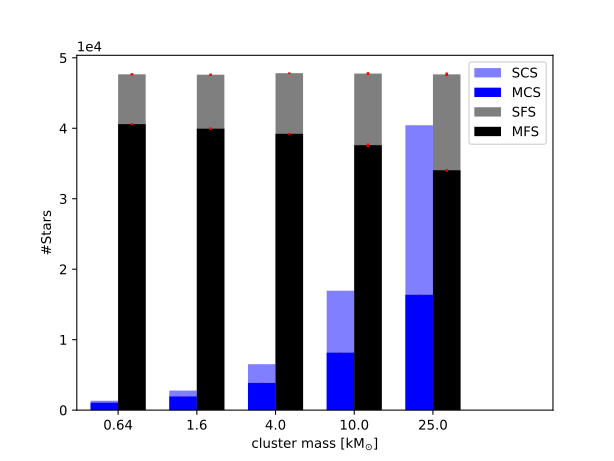 1e4
5
4
3
2
1
0
#Stars
SCS
MCS
SFS
MFS
0.64 1.6 4.0 10.0 25.0
cluster mass [kM☉]